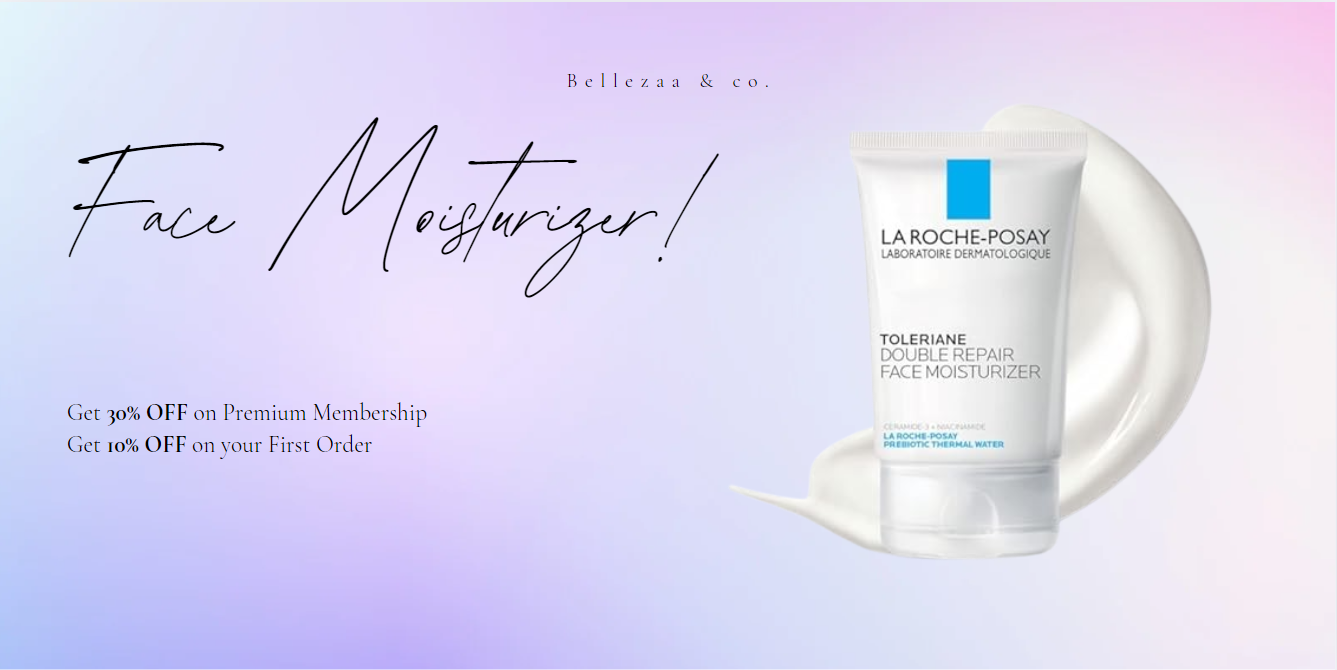 Bellezaa & co.
Face Moisturizer!
Get 30% OFF on Premium Membership
Get 10% OFF on your First Order
LA ROCHE-POSAY
LABORATOIRE DERMATOLOGIQUE
TOLERIANE
DOUBLE REPAIR
FACE MOISTURIZER
CERAMIDE-3 • NIACINAMIDE
LA ROCHE-POSAY
PREBIOTIC THERMAL WATER